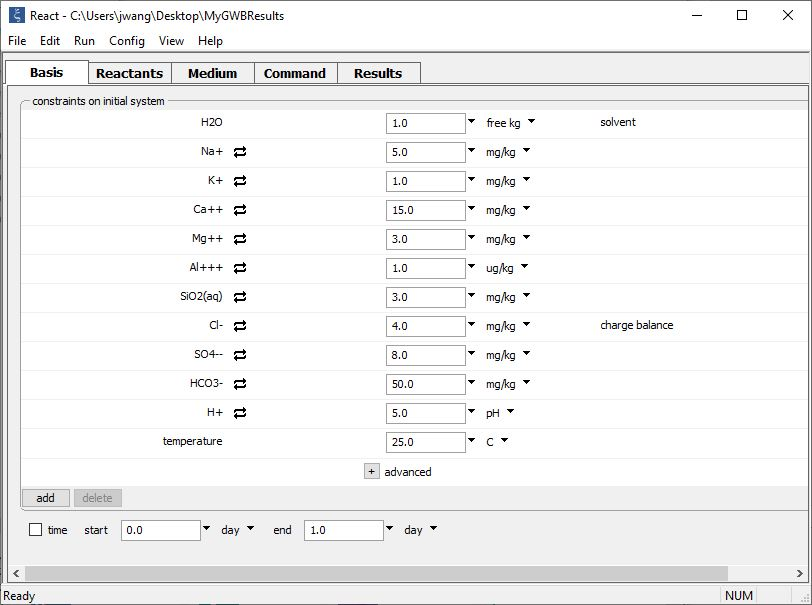 React - C:\Users\jwang\Desktop\MyGWBResults
File Edit Run Config View Help
Basis Reactants Medium Command Results
constraints on initial system
H2O 1.0 free kg solvent
Na+ 5.0 mg/kg
K+ 1.0 mg/kg
Ca++ 15.0 mg/kg
Mg++ 3.0 mg/kg
Al+++ 1.0 ug/kg
SiO2(aq) 3.0 mg/kg
Cl- 4.0 mg/kg charge balance
SO4-- 8.0 mg/kg
HCO3- 50.0 mg/kg
H+ 5.0 pH
temperature 25.0 C
+ advanced
add delete
time start 0.0 day end 1.0 day
Ready NUM